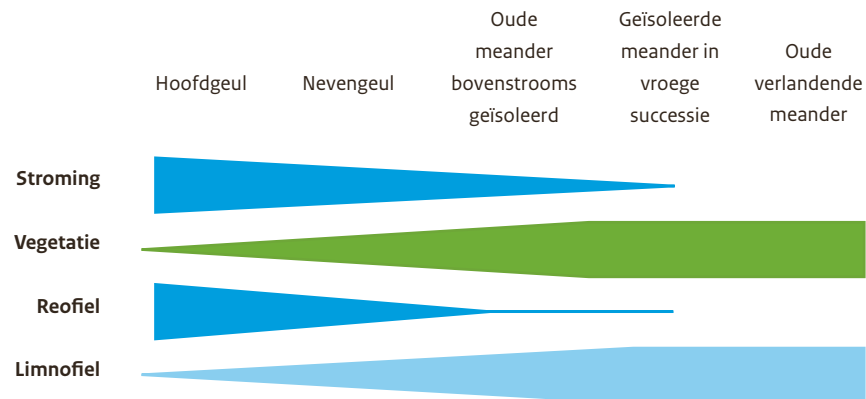 Hoofdgeul
Nevengeul
Oude
meander
bovenstrooms
geïsoleerd
Geïsoleerde
meander in
vroege
successie
Oude
verlandende
meander
Stroming
Vegetatie
Reofiel
Limnofiel